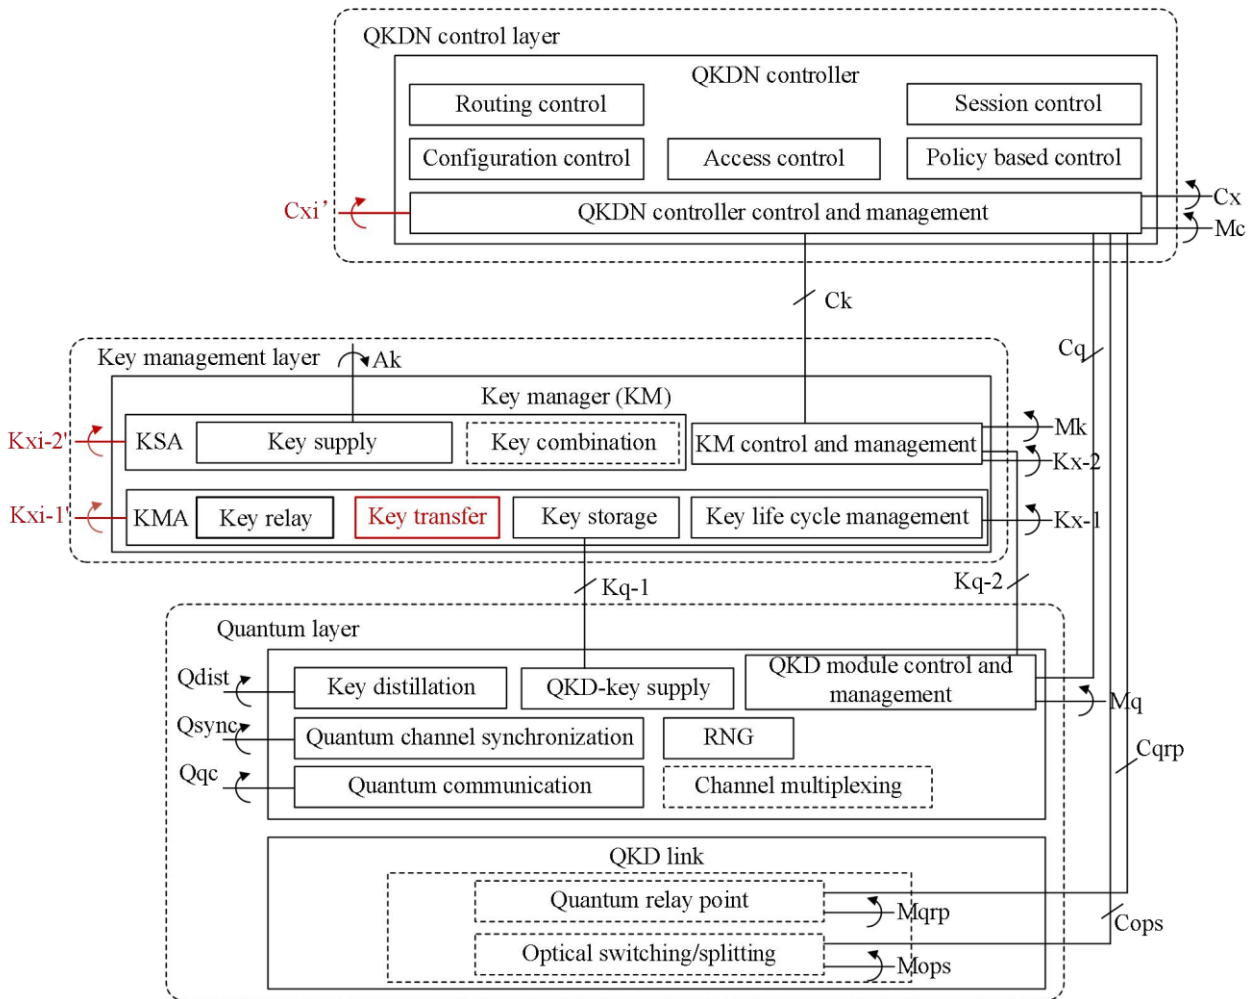 QKDN control layer
QKDN controller
Routing control
Session control
Configuration control
Access control
Policy based control
Cxi’
QKDN controller control and management
Cx
Mc
Ck
Cq
Key management layer
Ak
Key manager (KM)
Kxi-2'
KSA
Key supply
Key combination
KM control and management
Mk
Kx-2
Kxi-1'
KMA
Key relay
Key transfer
Key storage
Key life cycle management
Kx-1
Kq-1
Kq-2
Quantum layer
Qdist
Key distillation
QKD-key supply
QKD module control and
management
Mq
Qsync
Quantum channel synchronization
RNG
Cqrp
Qqc
Quantum communication
Channel multiplexing
QKD link
Quantum relay point
Mqrp
Cops
Optical switching/splitting
Mops